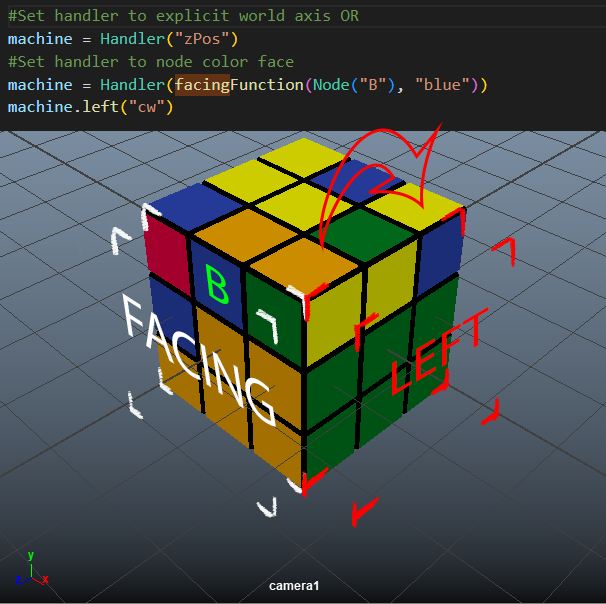 #Set handler to explicit world axis OR
machine = Handler("zPos")
#Set handler to node color face
machine = Handler(facingFunction(Node("B"), "blue"))
machine.left("cw")
B
FACING
LEFT
y
z x
camera1